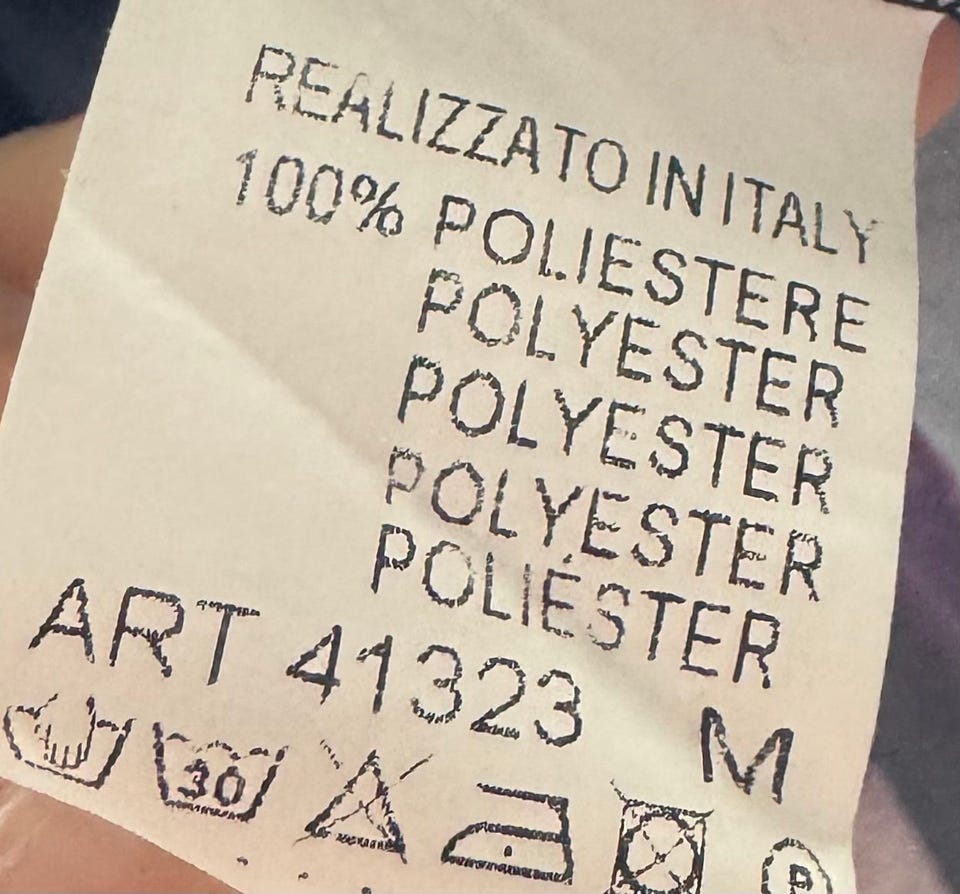 REALIZZATO IN ITALY
100% POLIESTERE
POLYESTER
POLYESTER
POLYESTER
POLIÉSTER
ART 41323 M
30
P